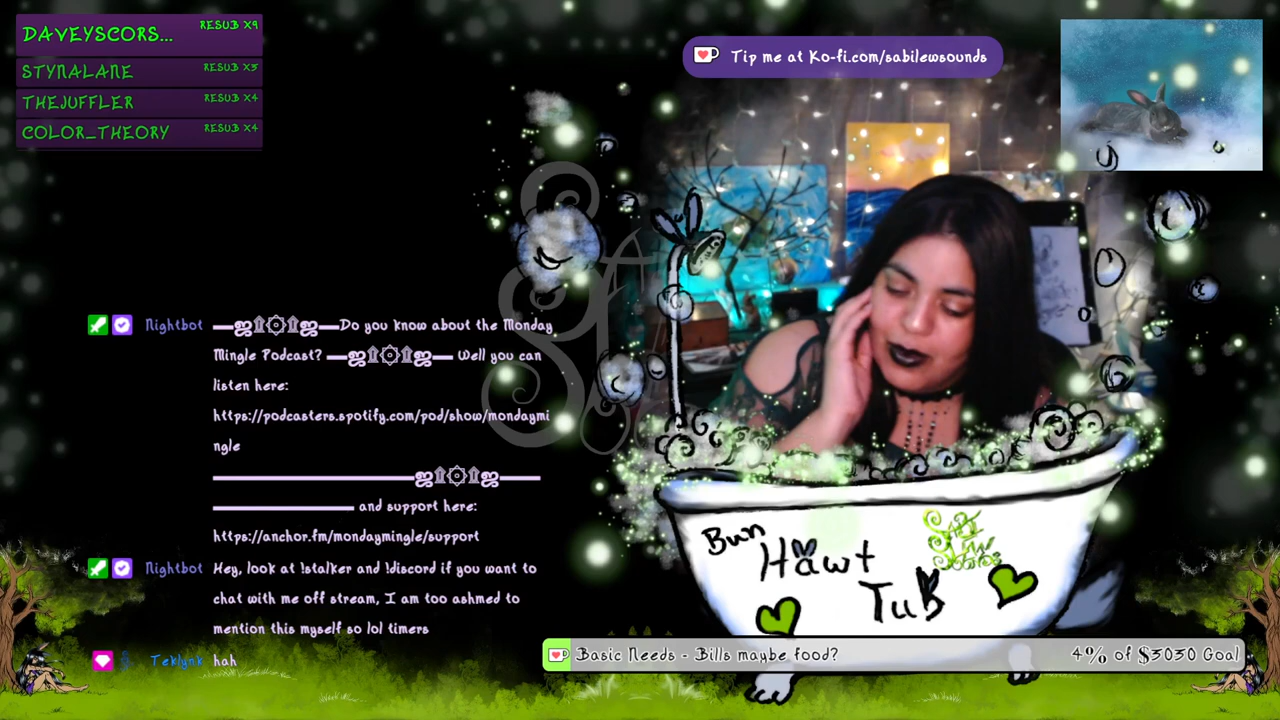 DAVEYSCORS... RESUB X9
STYNALANE RESUB X5
THEJUFFLER RESUB X4
COLOR_THEORY RESUB X4
Tip me at Ko-fi.com/sabilewsounds
Nightbot ▬▬ஜ۩۞۩ஜ▬▬Do you know about the Monday
Mingle Podcast? ▬▬ஜ۩۞۩ஜ▬▬ Well you can
listen here:
https://podcasters.spotify.com/pod/show/mondaymi
ngle
▬▬▬▬▬▬▬▬▬▬ஜ۩۞۩ஜ▬▬
▬▬▬▬▬▬▬ and support here:
https://anchor.fm/mondaymingle/support
Nightbot Hey, look at !stalker and !discord if you want to
chat with me off stream, I am too ashmed to
mention this myself so lol timers
Teklynk hah
Bun
Hawt
Tub
Basic Needs - Bills maybe food? 4% of $3030 Goal